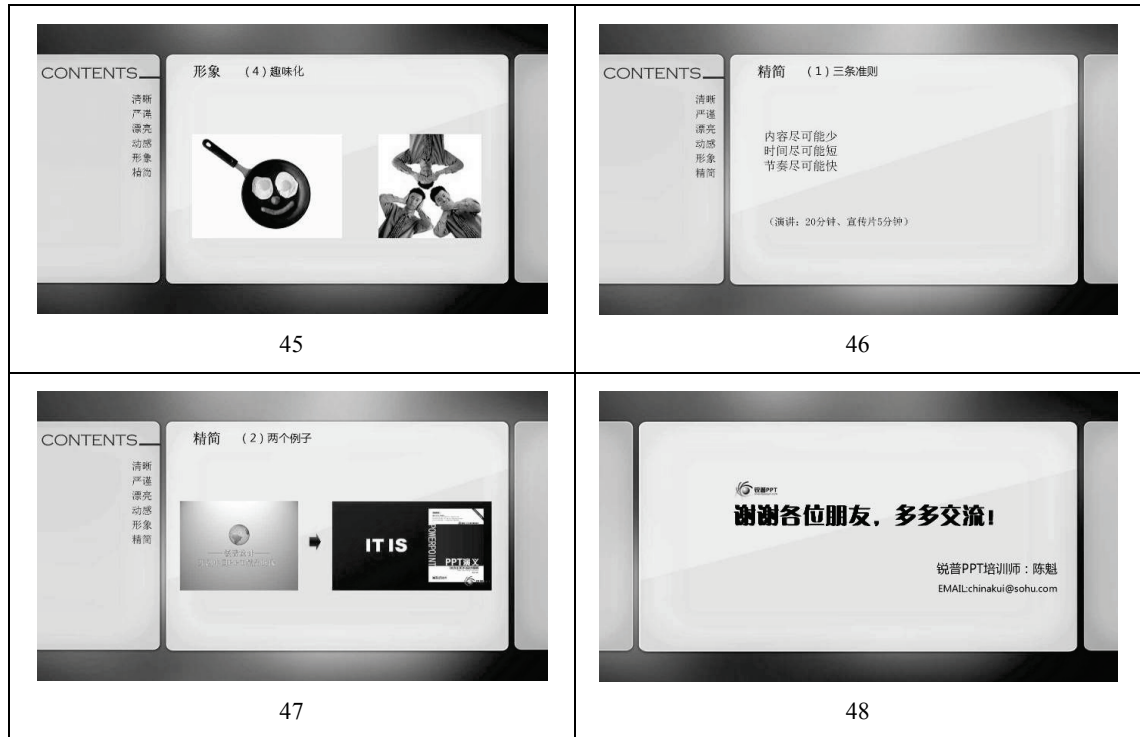 CONTENTS
清晰
严谨
漂亮
动感
形象
精简
形象 （4）趣味化
45
CONTENTS
清晰
严谨
漂亮
动感
形象
精简
精简 （1）三条准则
内容尽可能少
时间尽可能短
节奏尽可能快
（演讲：20分钟、宣传片5分钟）
46
CONTENTS
清晰
严谨
漂亮
动感
形象
精简
精简 （2）两个例子
IT IS
POWERPOINT
PPT演义
47
锐普PPT
谢谢各位朋友，多多交流！
锐普PPT培训师：陈魁
EMAIL:chinakui@sohu.com
48